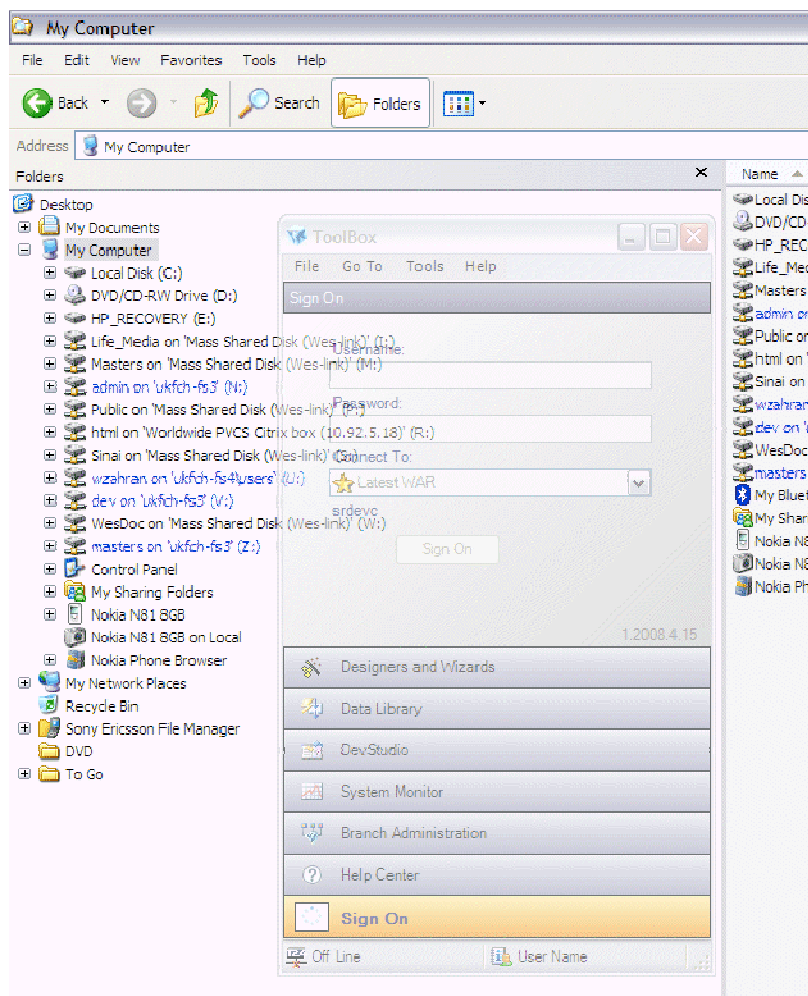 My Computer
File Edit View Favorites Tools Help
Back Search Folders
Address My Computer
Folders
Desktop
My Documents
My Computer
Local Disk (C:)
DVD/CD-RW Drive (D:)
HP_RECOVERY (E:)
Life_Media on 'Mass Shared Disk (Wes-link)' (I:)
Masters on 'Mass Shared Disk (Wes-link)' (M:)
admin on 'ukfch-fs3' (N:)
Public on 'Mass Shared Disk (Wes-link)' (P:)
html on 'Worldwide PVCS Citrix box (10.92.5.18)' (R:)
Sinai on 'Mass Shared Disk (Wes-link)' (S:)
wzahran on 'ukfch-fs4\users' (U:)
dev on 'ukfch-fs3' (V:)
WesDoc on 'Mass Shared Disk (Wes-link)' (W:)
masters on 'ukfch-fs3' (Z:)
Control Panel
My Sharing Folders
Nokia N81 8GB
Nokia N81 8GB on Local
Nokia Phone Browser
My Network Places
Recycle Bin
Sony Ericsson File Manager
DVD
To Go
ToolBox
File Go To Tools Help
Sign On
Username:
Password:
Connect To:
Latest WAR
srdevc
Sign On
1.2008.4.15
Designers and Wizards
Data Library
DevStudio
System Monitor
Branch Administration
Help Center
Sign On
Off Line User Name
Name
Local Dis
DVD/CD
HP_REC
Life_Med
Masters
admin on
Public on
html on '
Sinai on
wzahran
dev on 'u
WesDoc
masters
My Bluet
My Shar
Nokia N8
Nokia N8
Nokia Ph